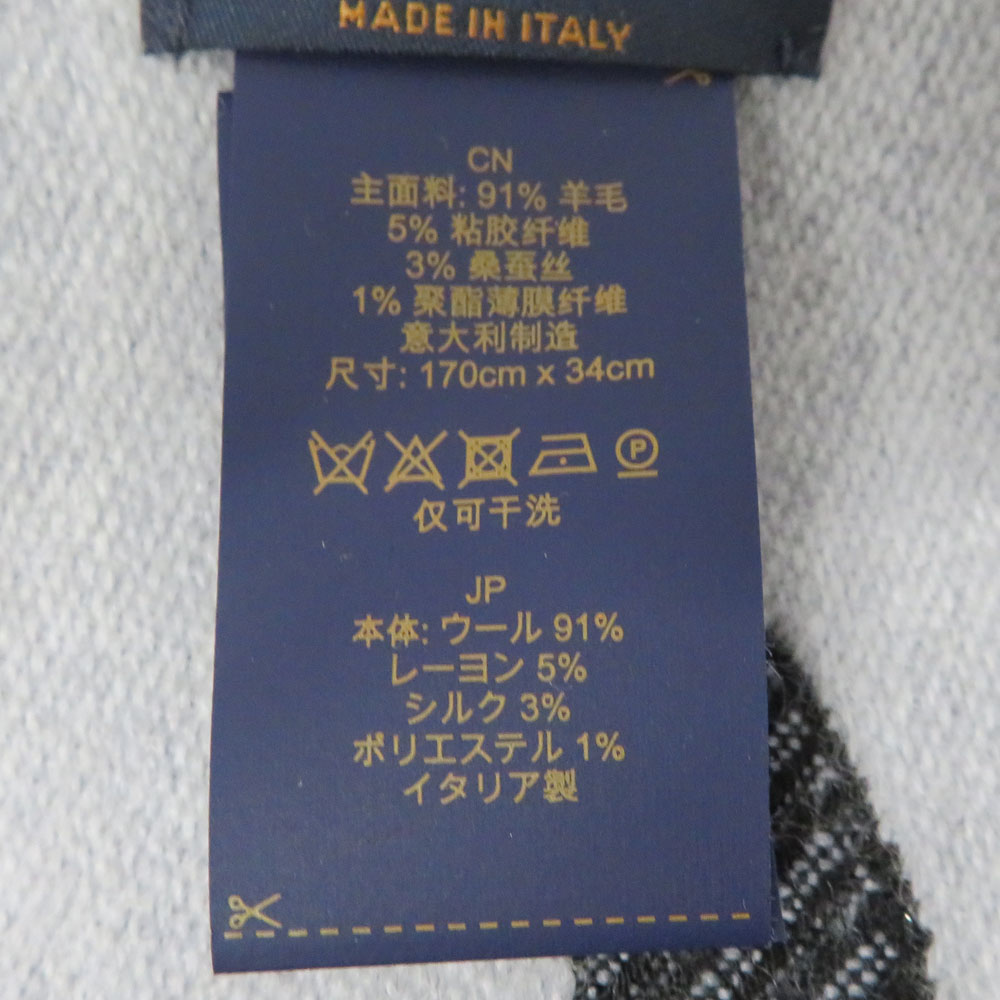 MADE IN ITALY
CN
主面料: 91% 羊毛
5% 粘胶纤维
3% 桑蚕丝
1% 聚酯薄膜纤维
意大利制造
尺寸: 170cm x 34cm
P
仅可干洗
JP
本体: ウール 91%
レーヨン 5%
シルク 3%
ポリエステル 1%
イタリア製